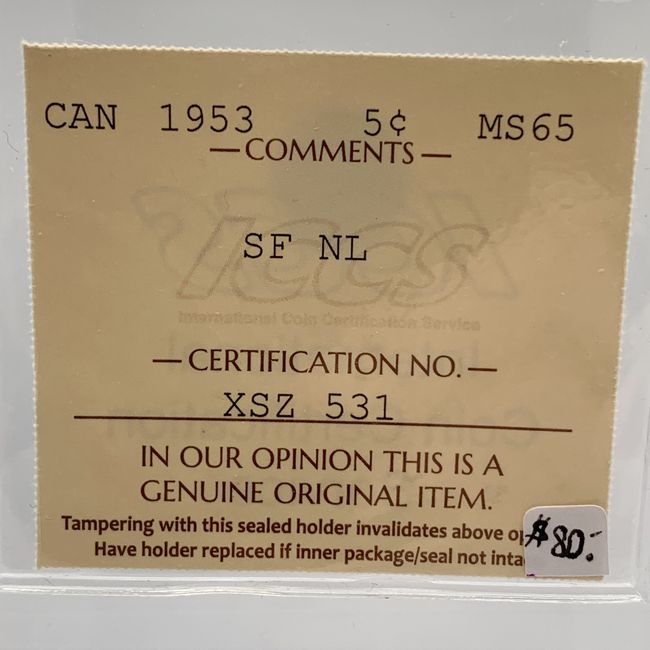 CAN 1953 5¢ MS65
— COMMENTS —
SF NL
ICCS
International Coin Certification Service
— CERTIFICATION NO. —
XSZ 531
IN OUR OPINION THIS IS A
GENUINE ORIGINAL ITEM.
Tampering with this sealed holder invalidates above
Have holder replaced if inner package/seal not
$80.-